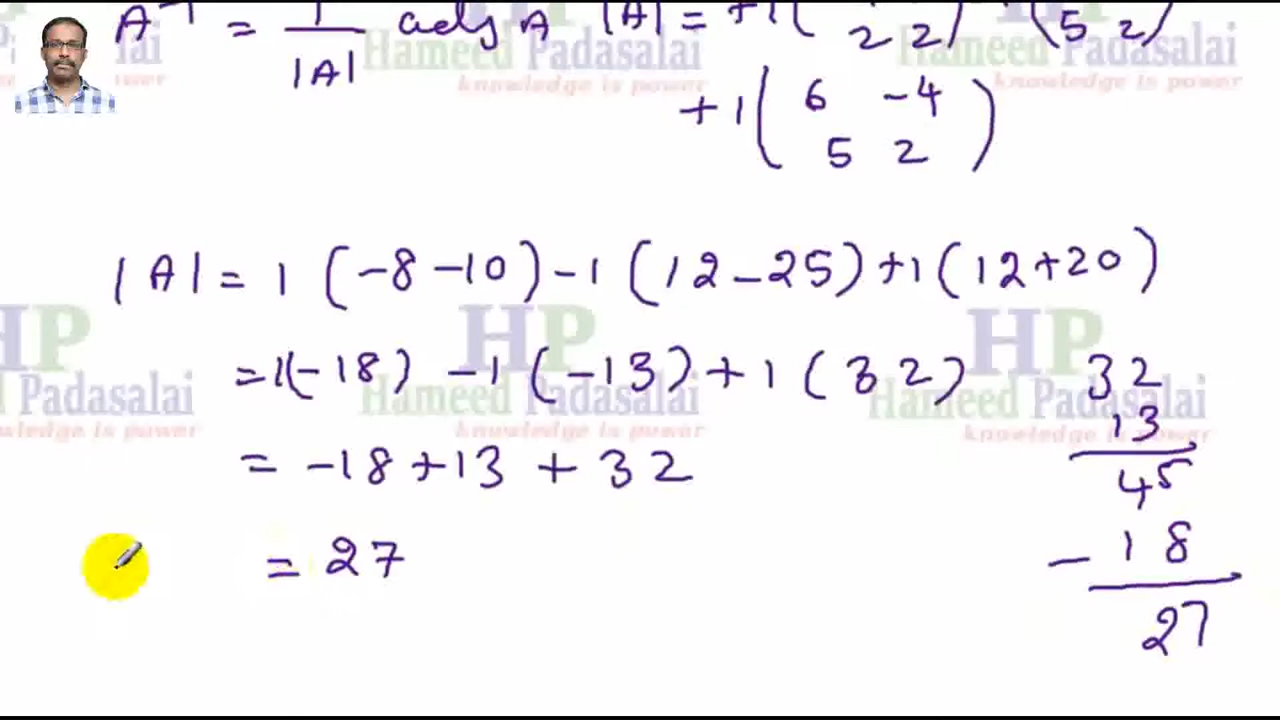 A⁻¹ = 1/|A| adj A |A| = +1( 2 2) (5 2)
+1(6 -4
5 2)
|A| = 1 (-8-10) -1 (12-25) +1 (12+20)
=1(-18) -1 (-13) +1 (32) 32
13
= -18+13 + 32 45
= 27 -18
27
HP
Hameed Padasalai
knowledge is power